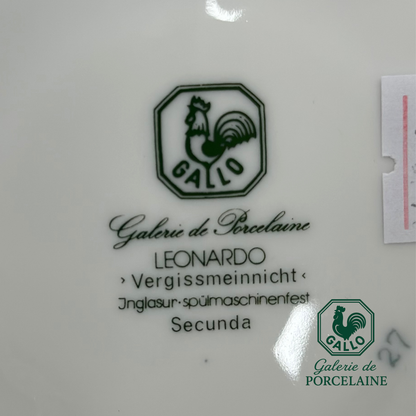 GALLO
Galerie de Porcelaine
LEONARDO
› Vergissmeinnicht ‹
Inglasur · spülmaschinenfest
Secunda
27
GALLO
Galerie de
PORCELAINE